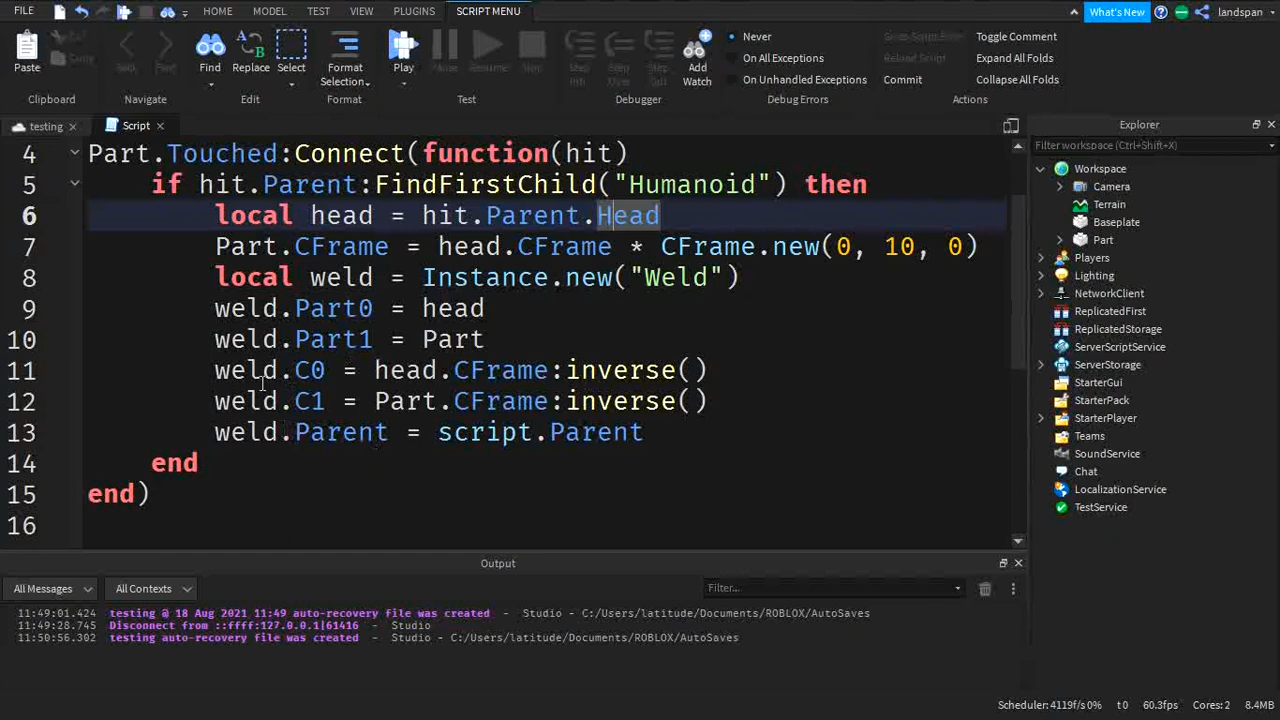 FILE HOME MODEL TEST VIEW PLUGINS SCRIPT MENU What's New landspan
Never Toggle Comment
Paste Find Replace Select Format Selection Play Add Watch On All Exceptions Expand All Folds
On Unhandled Exceptions Commit Collapse All Folds
Clipboard Navigate Edit Format Test Debugger Debug Errors Actions
testing Script Explorer
Filter workspace (Ctrl+Shift+X)
4 Part.Touched:Connect(function(hit)
5 if hit.Parent:FindFirstChild("Humanoid") then
6 local head = hit.Parent.Head
7 Part.CFrame = head.CFrame * CFrame.new(0, 10, 0)
8 local weld = Instance.new("Weld")
9 weld.Part0 = head
10 weld.Part1 = Part
11 weld.C0 = head.CFrame:inverse()
12 weld.C1 = Part.CFrame:inverse()
13 weld.Parent = script.Parent
14 end
15 end)
16
Workspace
Camera
Terrain
Baseplate
Part
Players
Lighting
NetworkClient
ReplicatedFirst
ReplicatedStorage
ServerScriptService
ServerStorage
StarterGui
StarterPack
StarterPlayer
Teams
SoundService
Chat
LocalizationService
TestService
Output
All Messages All Contexts Filter...
11:49:01.424 testing @ 18 Aug 2021 11:49 auto-recovery file was created - Studio - C:/Users/latitude/Documents/ROBLOX/AutoSaves
11:49:28.745 Disconnect from ::ffff:127.0.0.1|61416 - Studio
11:50:56.302 testing auto-recovery file was created - Studio - C:/Users/latitude/Documents/ROBLOX/AutoSaves
Scheduler: 4119f/s0% t0 60.3fps Cores: 2 8.4MB